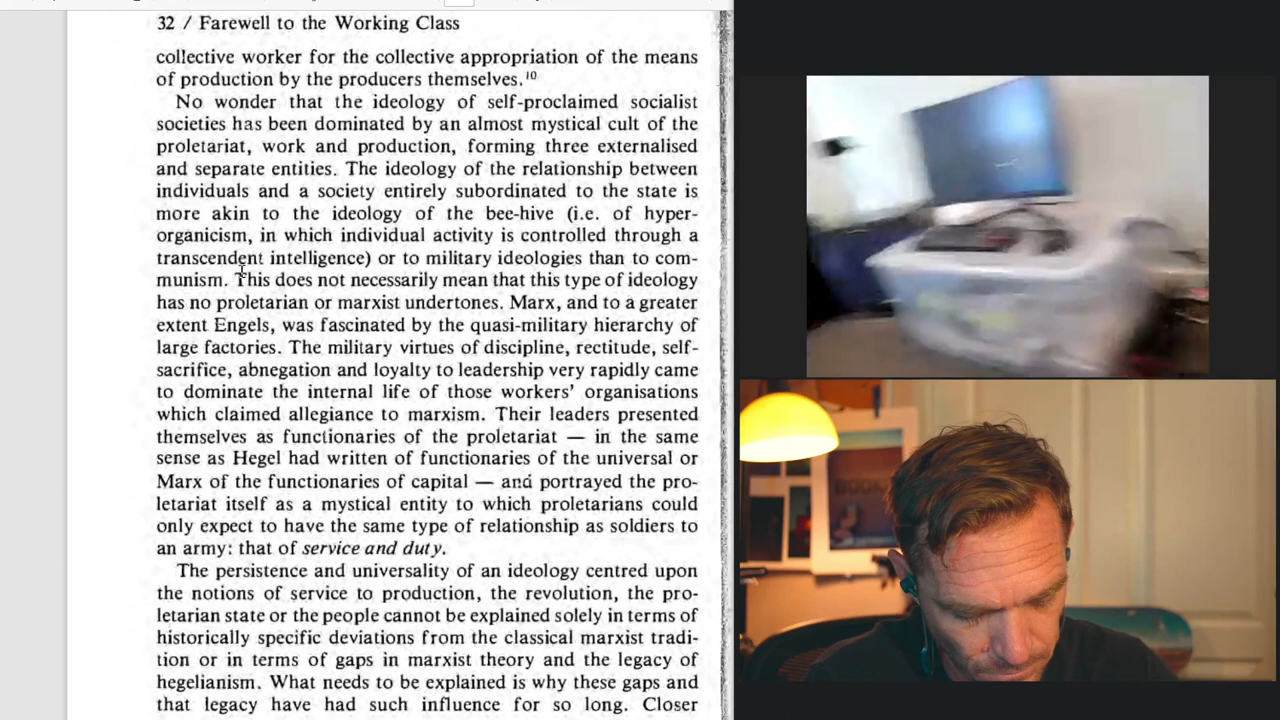 32 / Farewell to the Working Class
collective worker for the collective appropriation of the means
of production by the producers themselves.¹⁰
No wonder that the ideology of self-proclaimed socialist
societies has been dominated by an almost mystical cult of the
proletariat, work and production, forming three externalised
and separate entities. The ideology of the relationship between
individuals and a society entirely subordinated to the state is
more akin to the ideology of the bee-hive (i.e. of hyper-
organicism, in which individual activity is controlled through a
transcendent intelligence) or to military ideologies than to com-
munism. This does not necessarily mean that this type of ideology
has no proletarian or marxist undertones. Marx, and to a greater
extent Engels, was fascinated by the quasi-military hierarchy of
large factories. The military virtues of discipline, rectitude, self-
sacrifice, abnegation and loyalty to leadership very rapidly came
to dominate the internal life of those workers' organisations
which claimed allegiance to marxism. Their leaders presented
themselves as functionaries of the proletariat — in the same
sense as Hegel had written of functionaries of the universal or
Marx of the functionaries of capital — and portrayed the pro-
letariat itself as a mystical entity to which proletarians could
only expect to have the same type of relationship as soldiers to
an army: that of service and duty.
The persistence and universality of an ideology centred upon
the notions of service to production, the revolution, the pro-
letarian state or the people cannot be explained solely in terms of
historically specific deviations from the classical marxist tradi-
tion or in terms of gaps in marxist theory and the legacy of
hegelianism. What needs to be explained is why these gaps and
that legacy have had such influence for so long. Closer